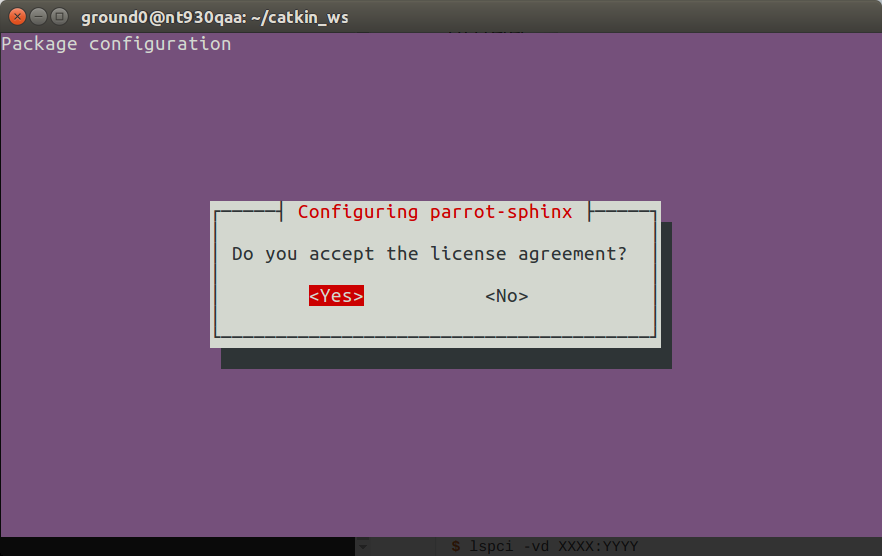 ground0@nt930qaa: ~/catkin_ws
Package configuration
Configuring parrot-sphinx
Do you accept the license agreement?
<Yes> <No>
$ lspci -vd XXXX:YYYY